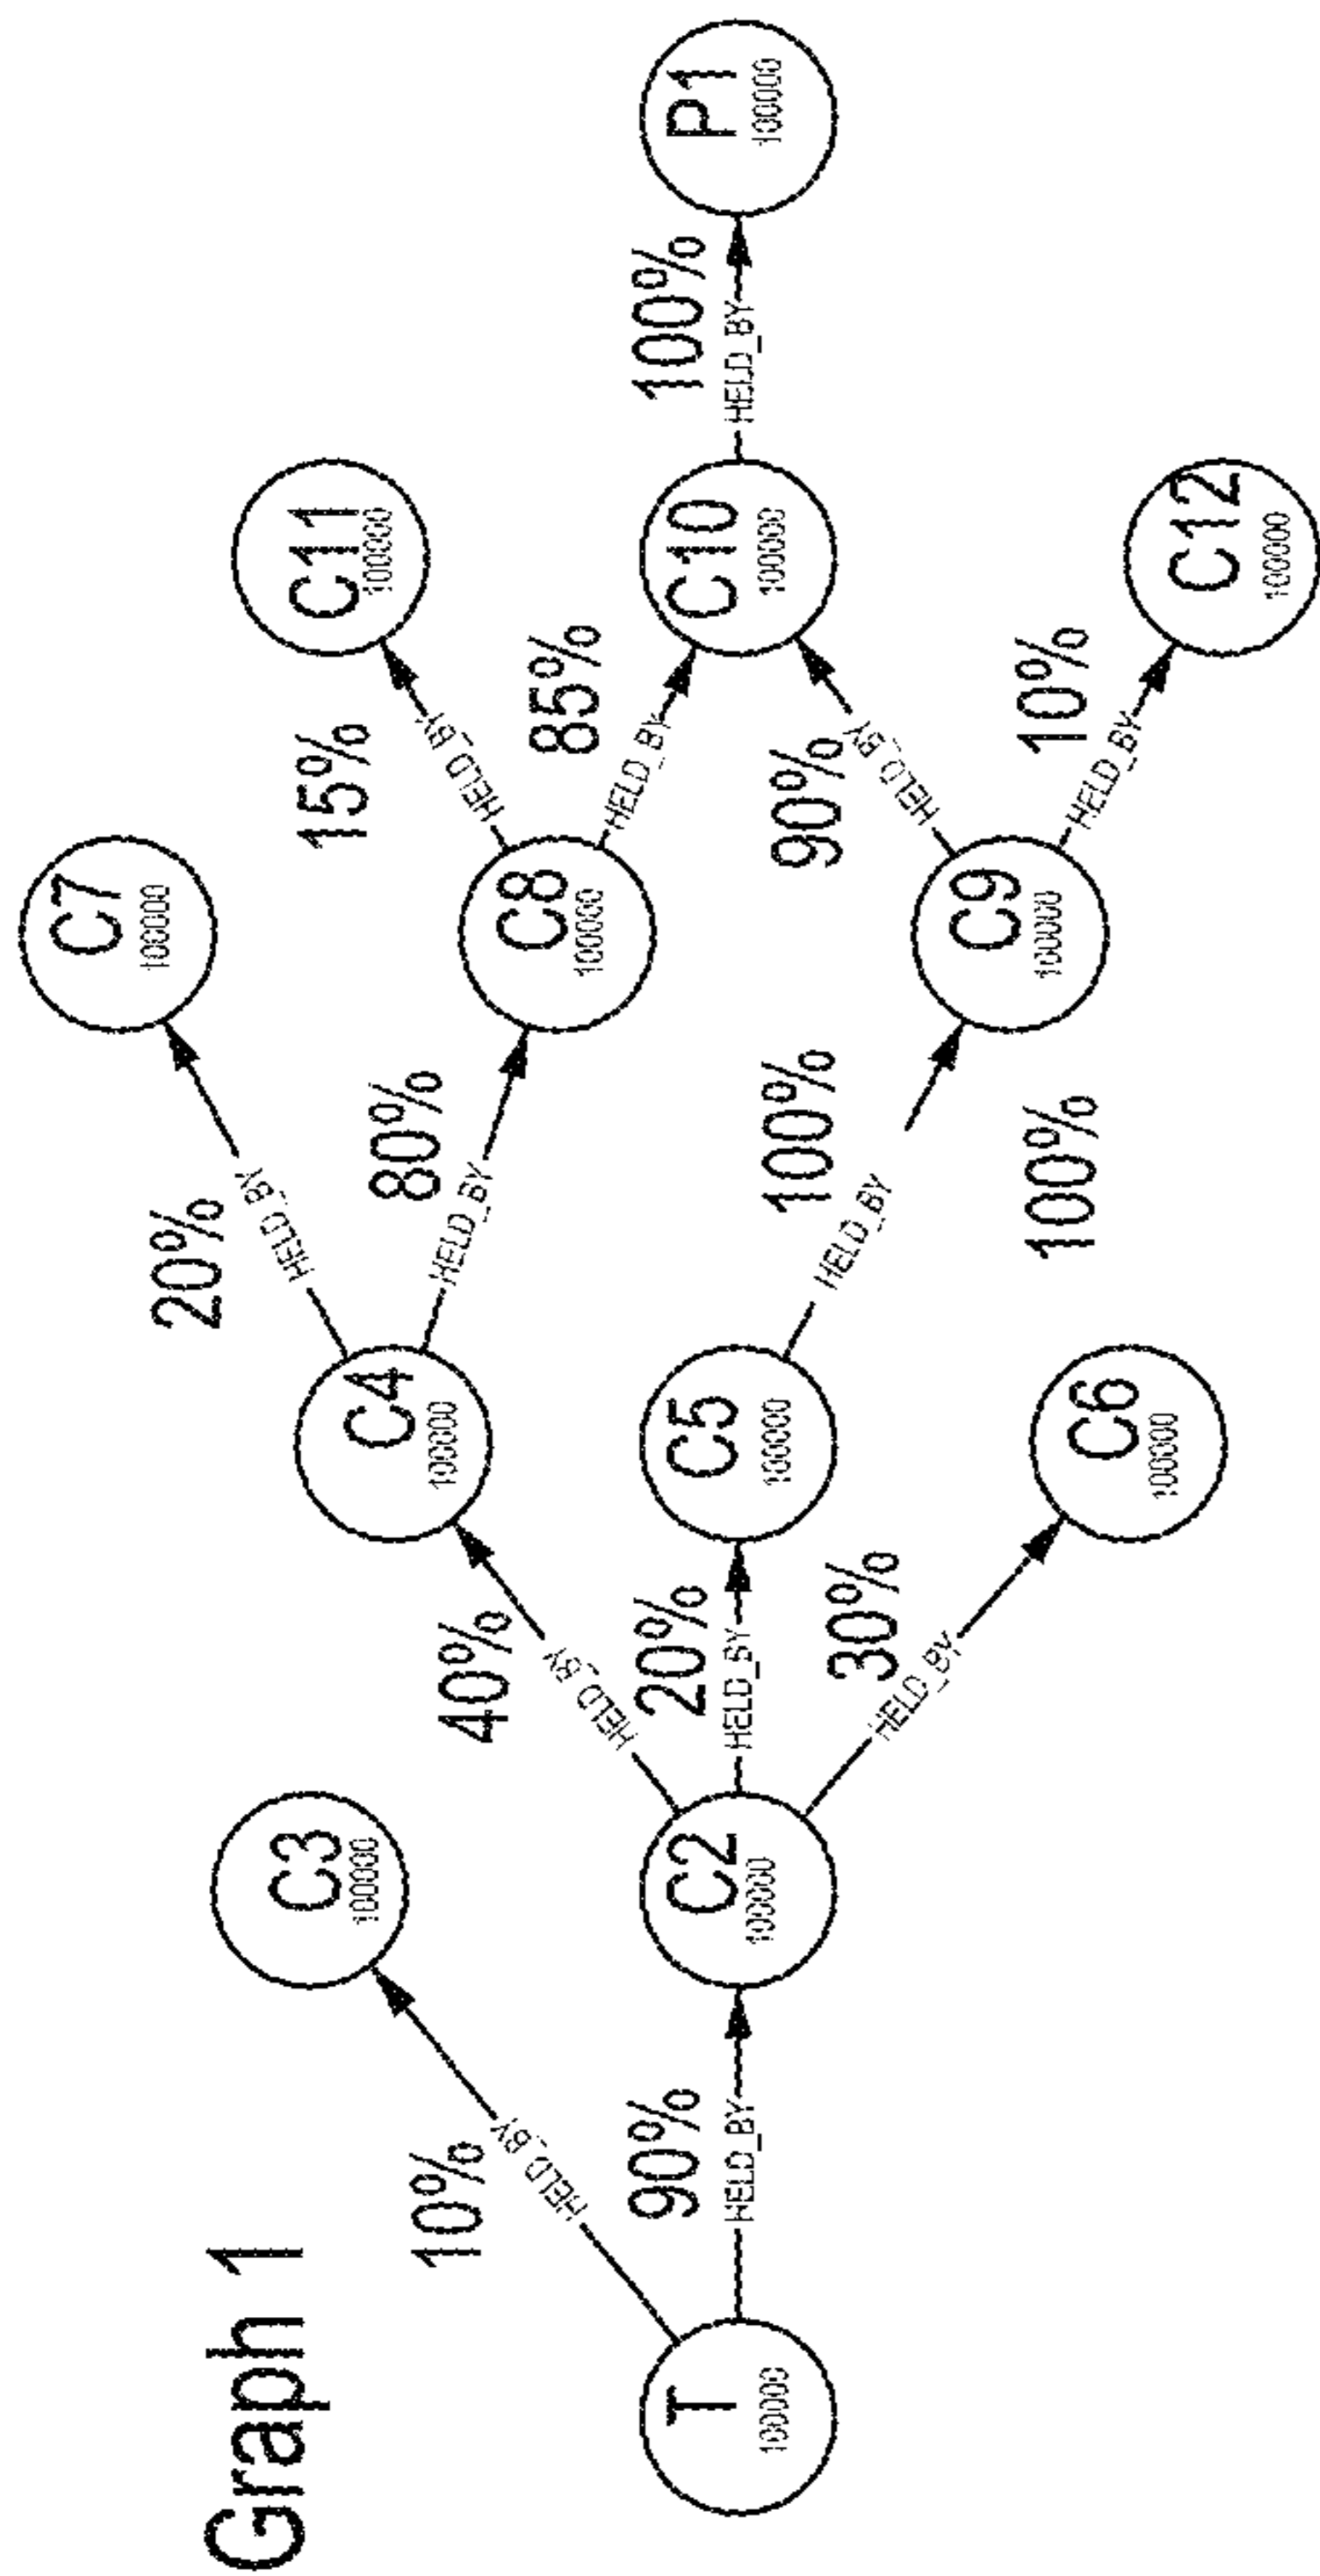 Graph 1
T
100000
10%
HELD_BY
90%
HELD_BY
C3
100000
C2
100000
40%
HELD_BY
20%
HELD_BY
30%
HELD_BY
C4
100000
C5
100000
C6
100000
20%
HELD_BY
80%
HELD_BY
100%
HELD_BY
100%
C7
100000
C8
100000
C9
100000
15%
HELD_BY
85%
HELD_BY
90%
HELD_BY
10%
HELD_BY
C11
100000
C10
100000
C12
100000
100%
HELD_BY
P1
100000